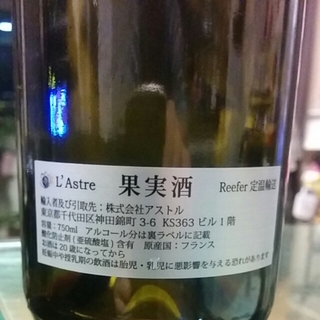 L'Astre 果実酒 Reefer 定温輸送
輸入者及び引取先：株式会社アストル
東京都千代田区神田錦町 3-6 KS363 ビル 1 階
容量：750ml アルコール分は裏ラベルに記載
酸化防止剤（亜硫酸塩）含有 原産国：フランス
お酒は 20 歳になってから
妊娠中や授乳期の飲酒は胎児・乳児に悪影響を与える恐れがあります